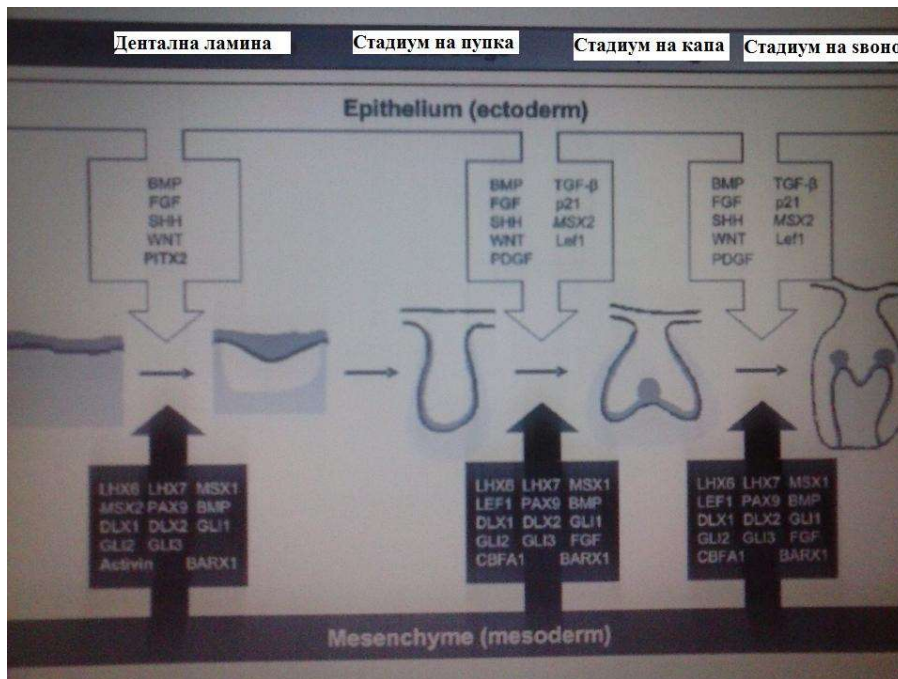 Дентална ламина
Стадиум на пупка
Стадиум на капа
Стадиум на ѕвоно
Epithelium (ectoderm)
BMP
FGF
SHH
WNT
PITX2
BMP TGF-β
FGF p21
SHH MSX2
WNT Lef1
PDGF
BMP TGF-β
FGF p21
SHH MSX2
WNT Lef1
PDGF
LHX6 LHX7 MSX1
MSX2 PAX9 BMP
DLX1 DLX2 GLI1
GLI2 GLI3
Activin BARX1
LHX6 LHX7 MSX1
LEF1 PAX9 BMP
DLX1 DLX2 GLI1
GLI2 GLI3 FGF
CBFA1 BARX1
LHX6 LHX7 MSX1
LEF1 PAX9 BMP
DLX1 DLX2 GLI1
GLI2 GLI3 FGF
CBFA1 BARX1
Mesenchyme (mesoderm)